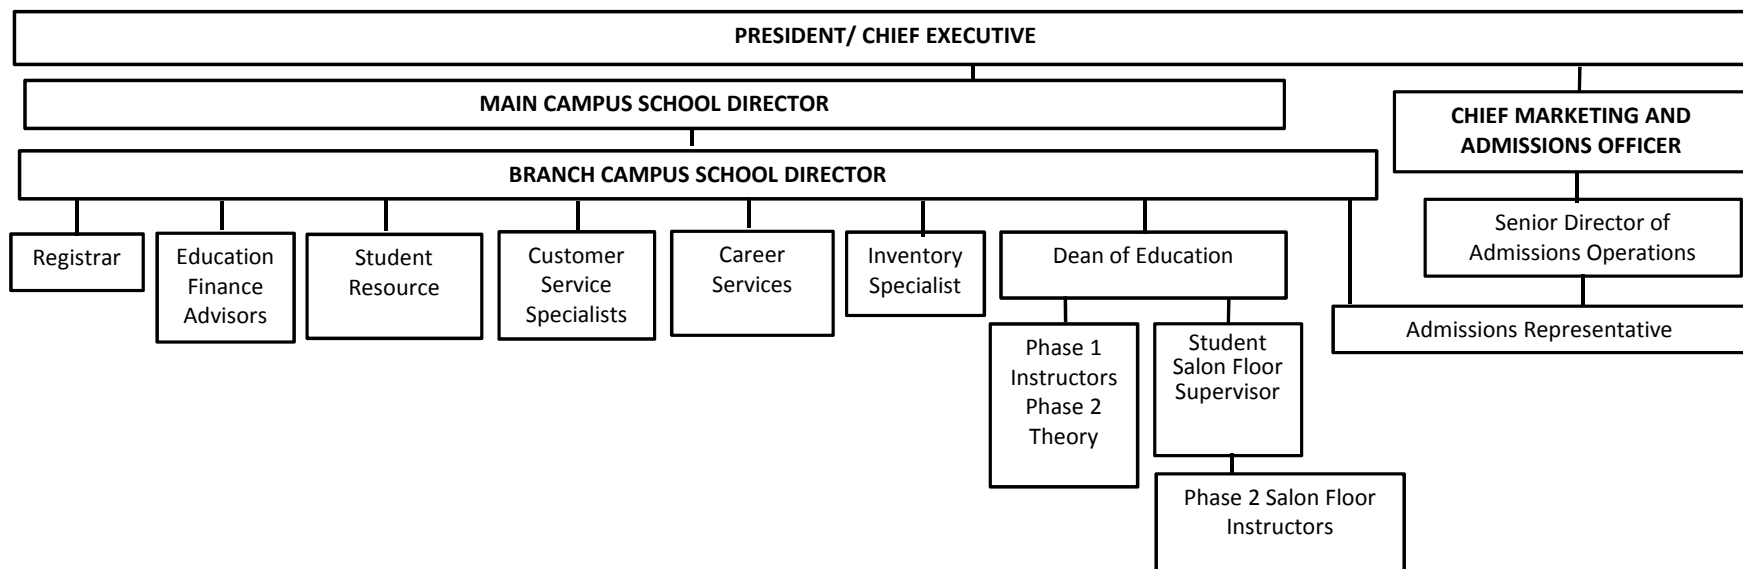 PRESIDENT/ CHIEF EXECUTIVE
MAIN CAMPUS SCHOOL DIRECTOR
CHIEF MARKETING AND
ADMISSIONS OFFICER
BRANCH CAMPUS SCHOOL DIRECTOR
Registrar
Education
Finance
Advisors
Student
Resource
Customer
Service
Specialists
Career
Services
Inventory
Specialist
Dean of Education
Senior Director of
Admissions Operations
Phase 1
Instructors
Phase 2
Theory
Student
Salon Floor
Supervisor
Admissions Representative
Phase 2 Salon Floor
Instructors